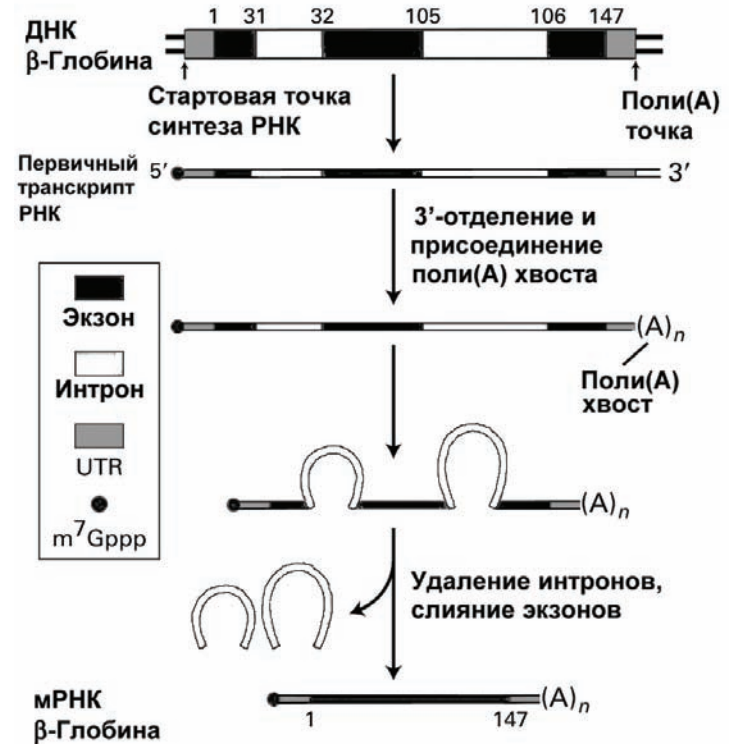 1 31 32 105 106 147
ДНК
β-Глобина
Стартовая точка
синтеза РНК
Поли(А)
точка
Первичный
транскрипт
РНК
5′
3′
3′-отделение и
присоединение
поли(А) хвоста
Экзон
Интрон
UTR
m⁷Gppp
(A)ₙ
Поли(А)
хвост
(A)ₙ
Удаление интронов,
слияние экзонов
мРНК
β-Глобина
(A)ₙ
1 147